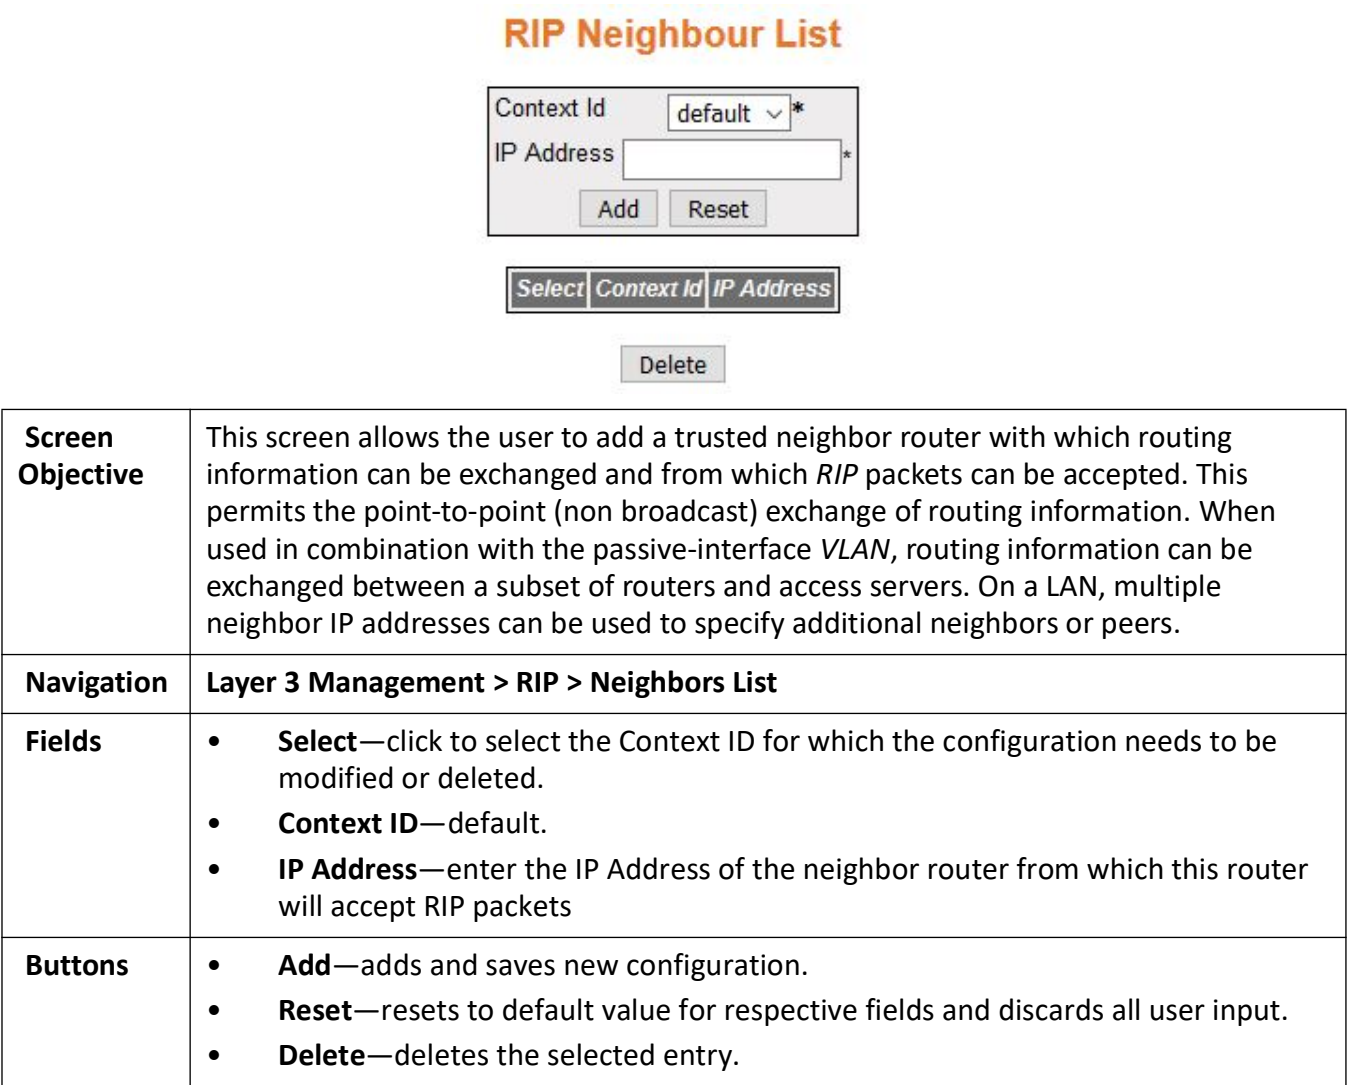 RIP Neighbour List
Context Id default *
IP Address *
Add Reset
Select Context Id IP Address
Delete
Screen Objective
This screen allows the user to add a trusted neighbor router with which routing
information can be exchanged and from which RIP packets can be accepted. This
permits the point-to-point (non broadcast) exchange of routing information. When
used in combination with the passive-interface VLAN, routing information can be
exchanged between a subset of routers and access servers. On a LAN, multiple
neighbor IP addresses can be used to specify additional neighbors or peers.
Navigation
Layer 3 Management > RIP > Neighbors List
Fields
• Select—click to select the Context ID for which the configuration needs to be
modified or deleted.
• Context ID—default.
• IP Address—enter the IP Address of the neighbor router from which this router
will accept RIP packets
Buttons
• Add—adds and saves new configuration.
• Reset—resets to default value for respective fields and discards all user input.
• Delete—deletes the selected entry.